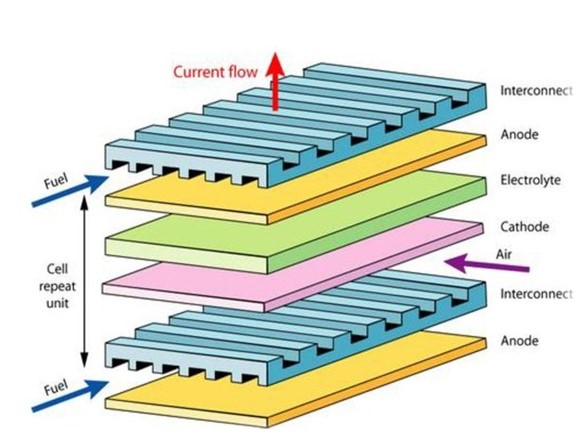 Current flow
Interconnect
Anode
Fuel
Electrolyte
Cathode
Air
Cell
repeat
unit
Interconnect
Anode
Fuel